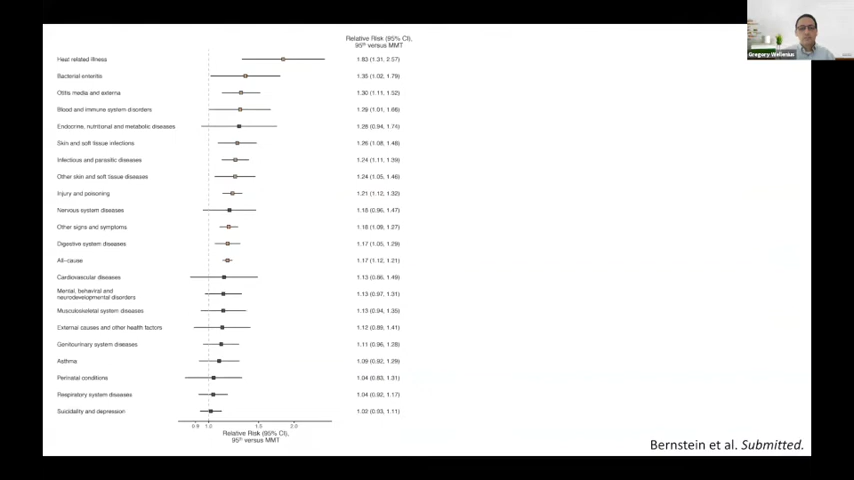 Relative Risk (95% CI),
95th versus MMT
Heat related illness 1.83 (1.31, 2.57)
Bacterial enteritis 1.35 (1.02, 1.79)
Otitis media and externa 1.30 (1.11, 1.52)
Blood and immune system disorders 1.29 (1.01, 1.66)
Endocrine, nutritional and metabolic diseases 1.28 (0.94, 1.74)
Skin and soft tissue infections 1.26 (1.08, 1.48)
Infectious and parasitic diseases 1.24 (1.11, 1.39)
Other skin and soft tissue diseases 1.24 (1.05, 1.46)
Injury and poisoning 1.21 (1.12, 1.32)
Nervous system diseases 1.18 (0.96, 1.47)
Other signs and symptoms 1.18 (1.09, 1.27)
Digestive system diseases 1.17 (1.05, 1.29)
All-cause 1.17 (1.12, 1.21)
Cardiovascular diseases 1.13 (0.86, 1.49)
Mental, behavioral and
neurodevelopmental disorders 1.13 (0.97, 1.31)
Musculoskeletal system diseases 1.13 (0.94, 1.35)
External causes and other health factors 1.12 (0.89, 1.41)
Genitourinary system diseases 1.11 (0.96, 1.28)
Asthma 1.09 (0.92, 1.29)
Perinatal conditions 1.04 (0.83, 1.31)
Respiratory system diseases 1.04 (0.92, 1.17)
Suicidality and depression 1.02 (0.93, 1.11)
0.9 1.0 1.5 2.0
Relative Risk (95% CI),
95th versus MMT
Bernstein et al. Submitted.
Gregory Wellenius